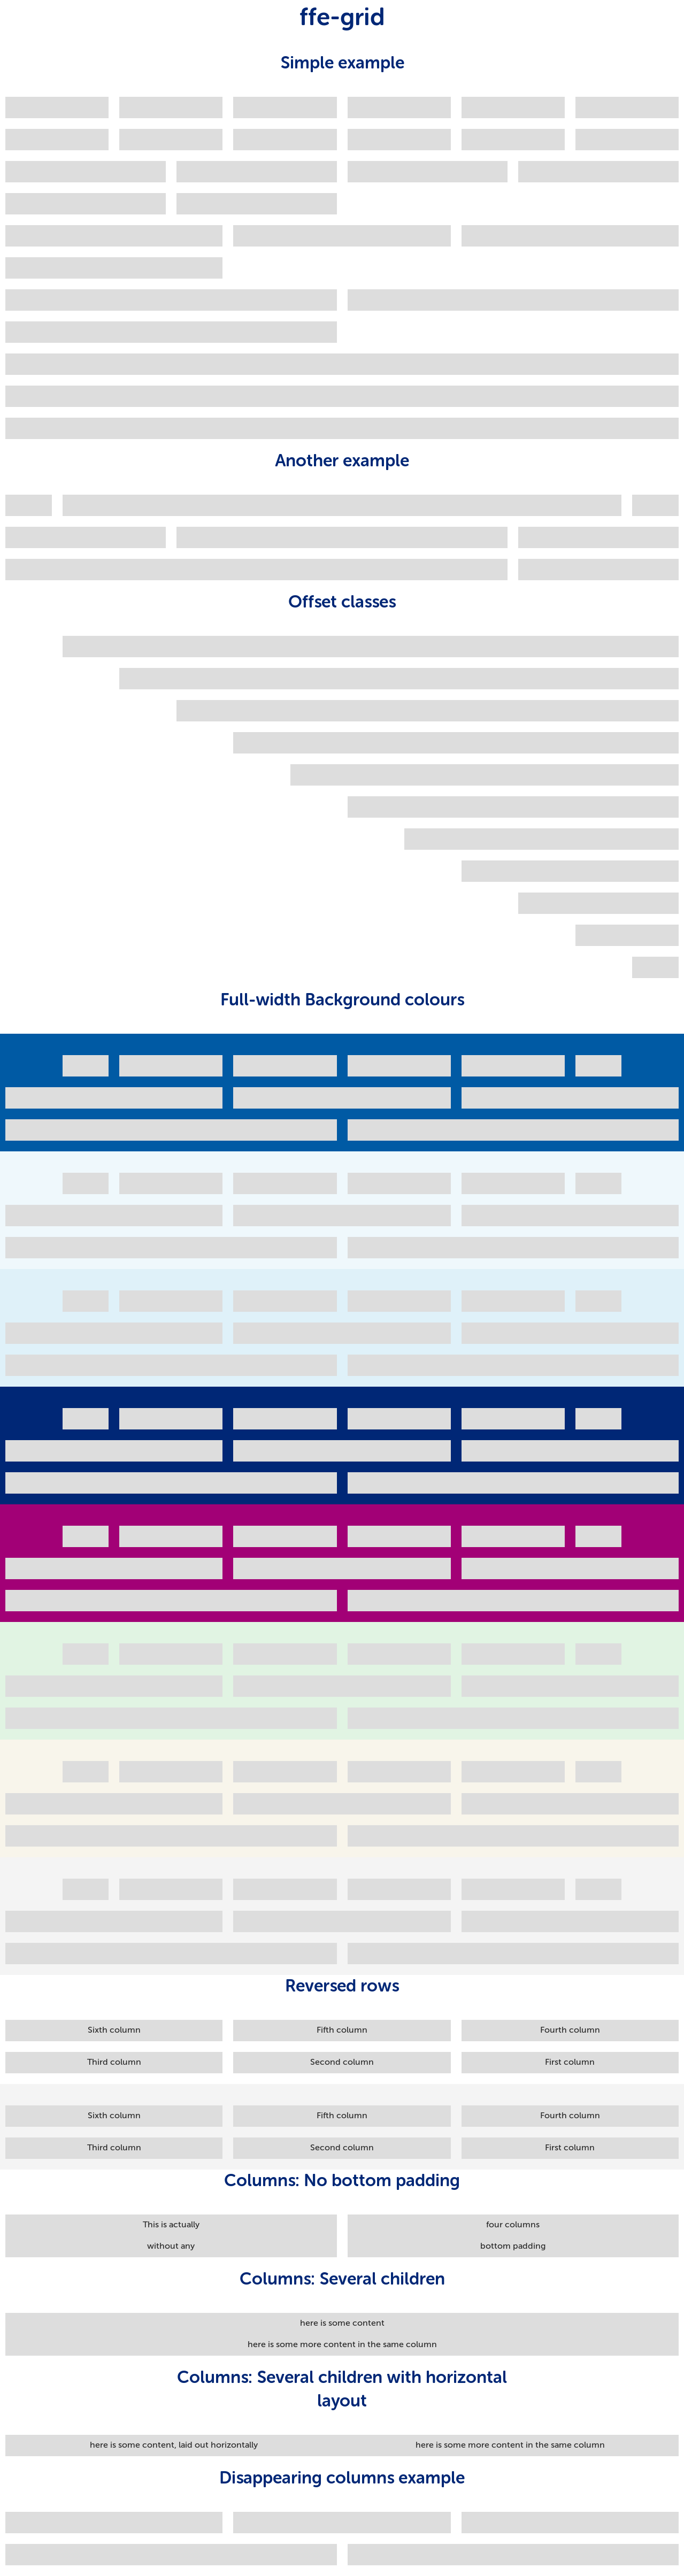 ffe-grid
Simple example
Another example
Offset classes
Full-width Background colours
Reversed rows
Sixth column Fifth column Fourth column
Third column Second column First column
Sixth column Fifth column Fourth column
Third column Second column First column
Columns: No bottom padding
This is actually four columns
without any bottom padding
Columns: Several children
here is some content
here is some more content in the same column
Columns: Several children with horizontal
layout
here is some content, laid out horizontally here is some more content in the same column
Disappearing columns example